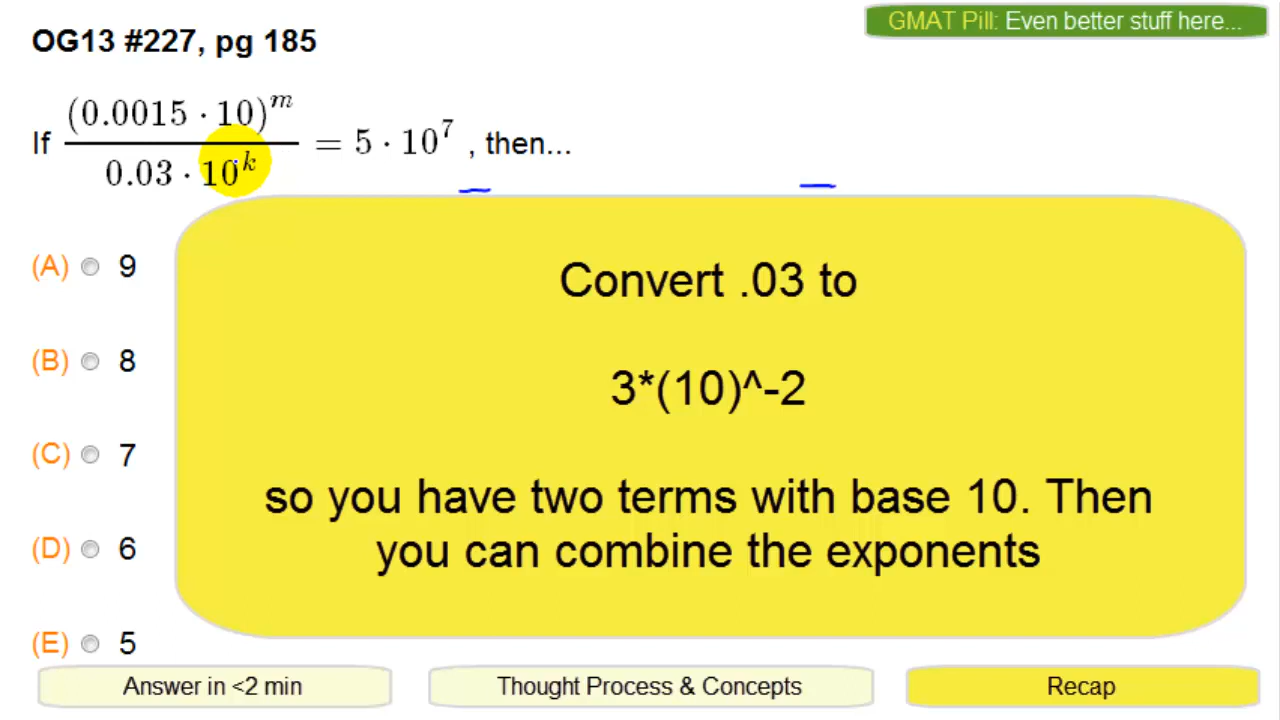 GMAT Pill: Even better stuff here...
OG13 #227, pg 185
If (0.0015 · 10)^m / 0.03 · 10^k = 5 · 10^7 , then...
Convert .03 to
3*(10)^-2
so you have two terms with base 10. Then
you can combine the exponents
(A) 9
(B) 8
(C) 7
(D) 6
(E) 5
Answer in <2 min
Thought Process & Concepts
Recap